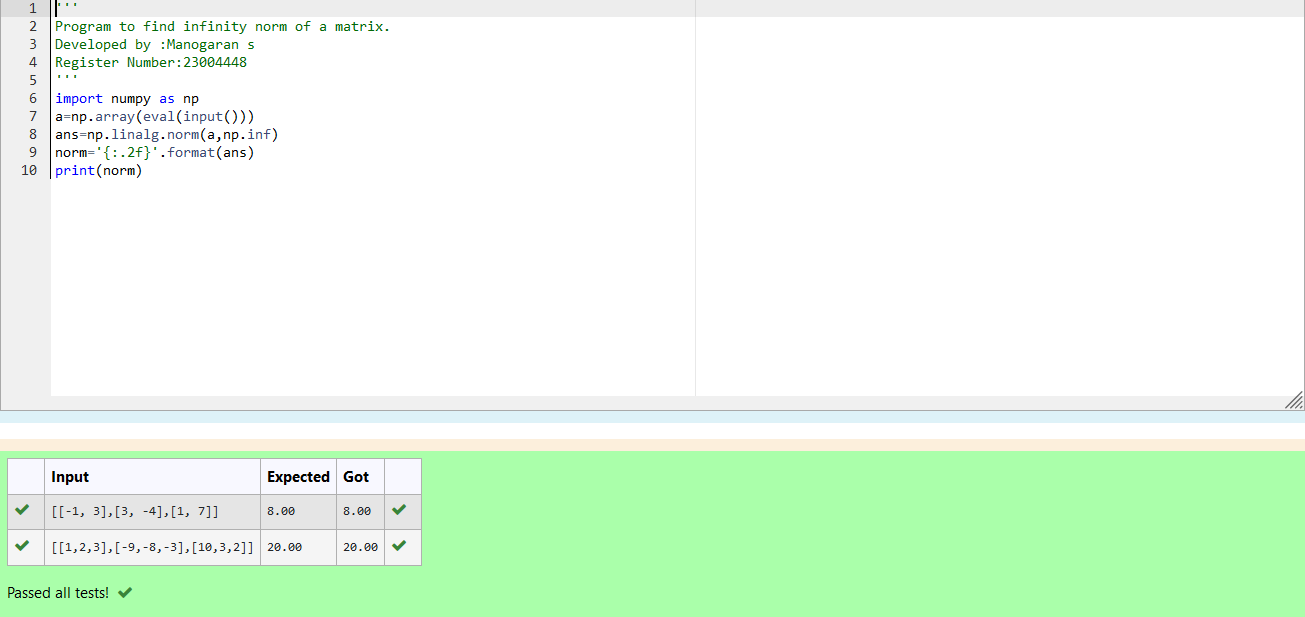 1 '''
2 Program to find infinity norm of a matrix.
3 Developed by :Manogaran s
4 Register Number:23004448
5 '''
6 import numpy as np
7 a=np.array(eval(input()))
8 ans=np.linalg.norm(a,np.inf)
9 norm='{:.2f}'.format(ans)
10 print(norm)
Input Expected Got
[[-1, 3],[3, -4],[1, 7]] 8.00 8.00
[[1,2,3],[-9,-8,-3],[10,3,2]] 20.00 20.00
Passed all tests!